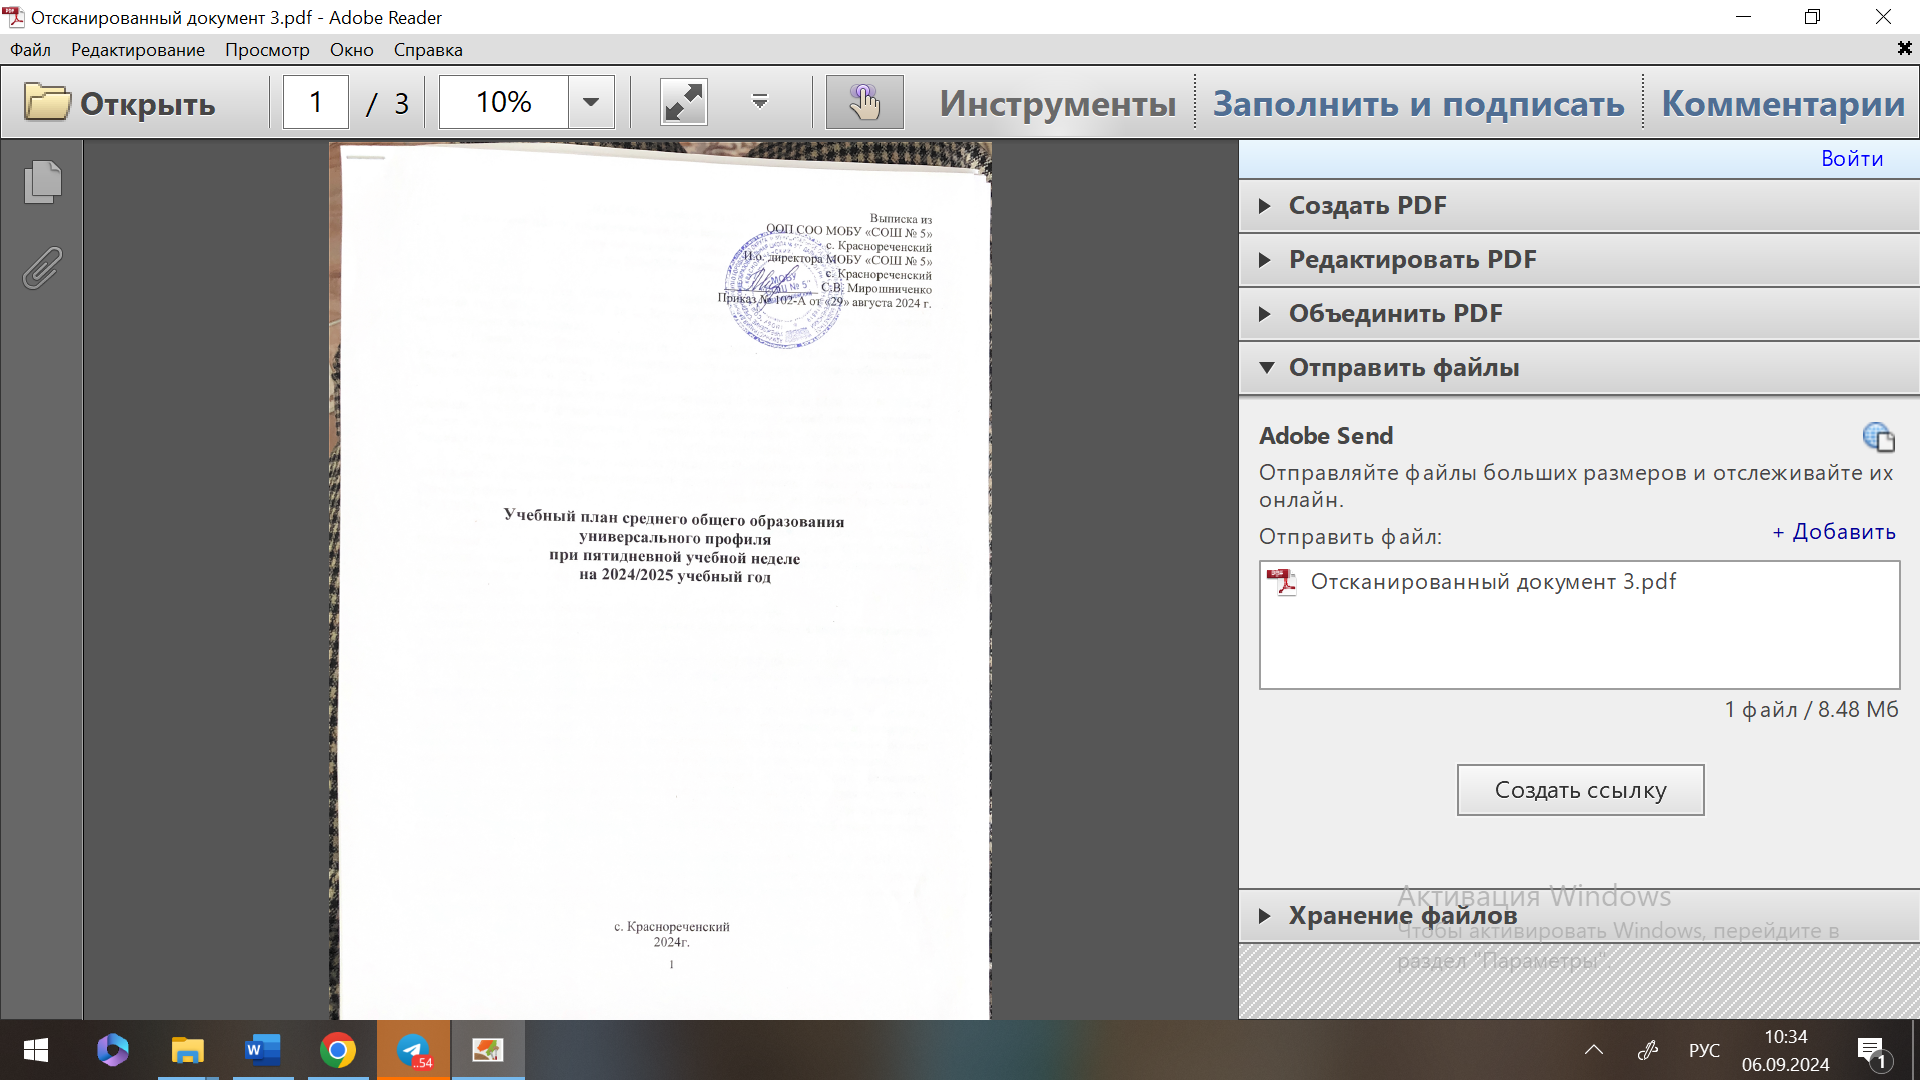 Отсканированный документ 3.pdf - Adobe Reader
Файл Редактирование Просмотр Окно Справка
Открыть 1 / 3 10% Инструменты Заполнить и подписать Комментарии
Войти
Создать PDF
Редактировать PDF
Объединить PDF
Отправить файлы
Adobe Send
Отправляйте файлы больших размеров и отслеживайте их
онлайн.
Отправить файл:
+ Добавить
Отсканированный документ 3.pdf
1 файл / 8.48 Мб
Создать ссылку
Хранение файлов
Активация Windows
Чтобы активировать Windows, перейдите в
раздел "Параметры".
Выписка из
ООП СОО МОБУ «СОШ № 5»
с. Краснореченский
И.о. директора МОБУ «СОШ № 5»
с. Краснореченский
С.В. Мирошниченко
Приказ № 102-А от «29» августа 2024 г.
МОБУ
Учебный план среднего общего образования
универсального профиля
при пятидневной учебной неделе
на 2024/2025 учебный год
с. Краснореченский
2024г.
1
..54
РУС
10:34
06.09.2024
1